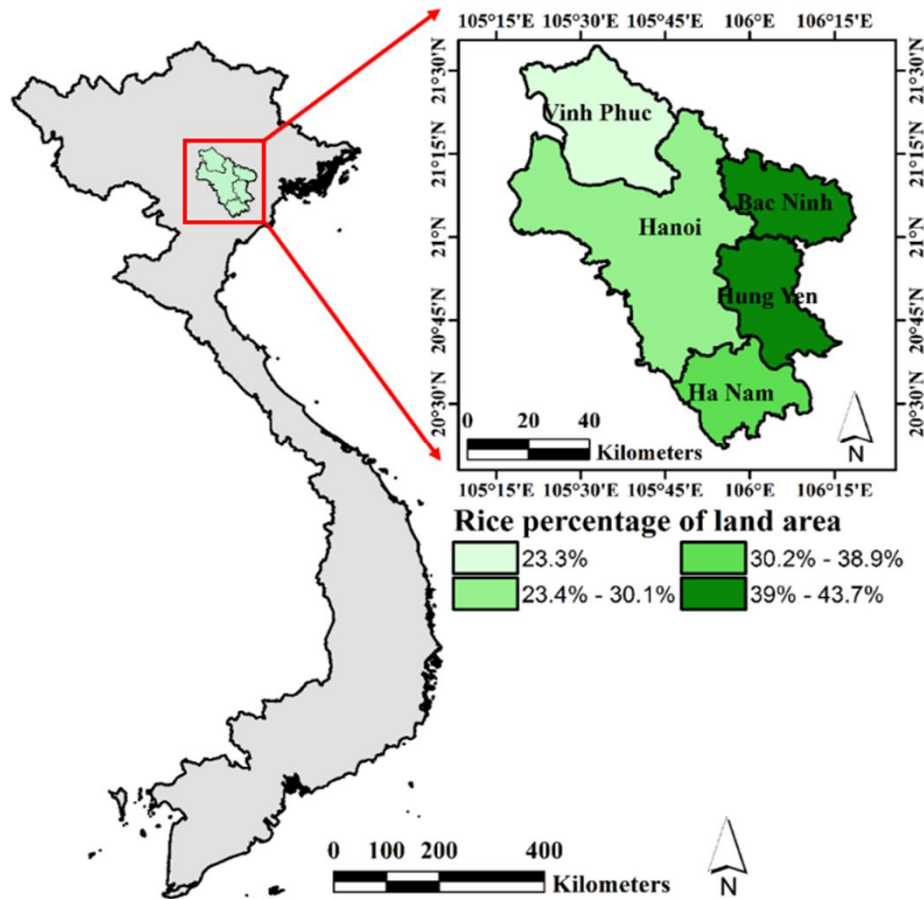 105°15'E 105°30'E 105°45'E 106°E 106°15'E
21°30'N 21°30'N
Vinh Phuc
21°15'N 21°15'N
Bac Ninh
Hanoi
21°N 21°N
Hung Yen
20°45'N 20°45'N
Ha Nam
20°30'N 20°30'N
0 20 40
Kilometers
N
105°15'E 105°30'E 105°45'E 106°E 106°15'E
Rice percentage of land area
23.3% 30.2% - 38.9%
23.4% - 30.1% 39% - 43.7%
0 100 200 400
Kilometers
N